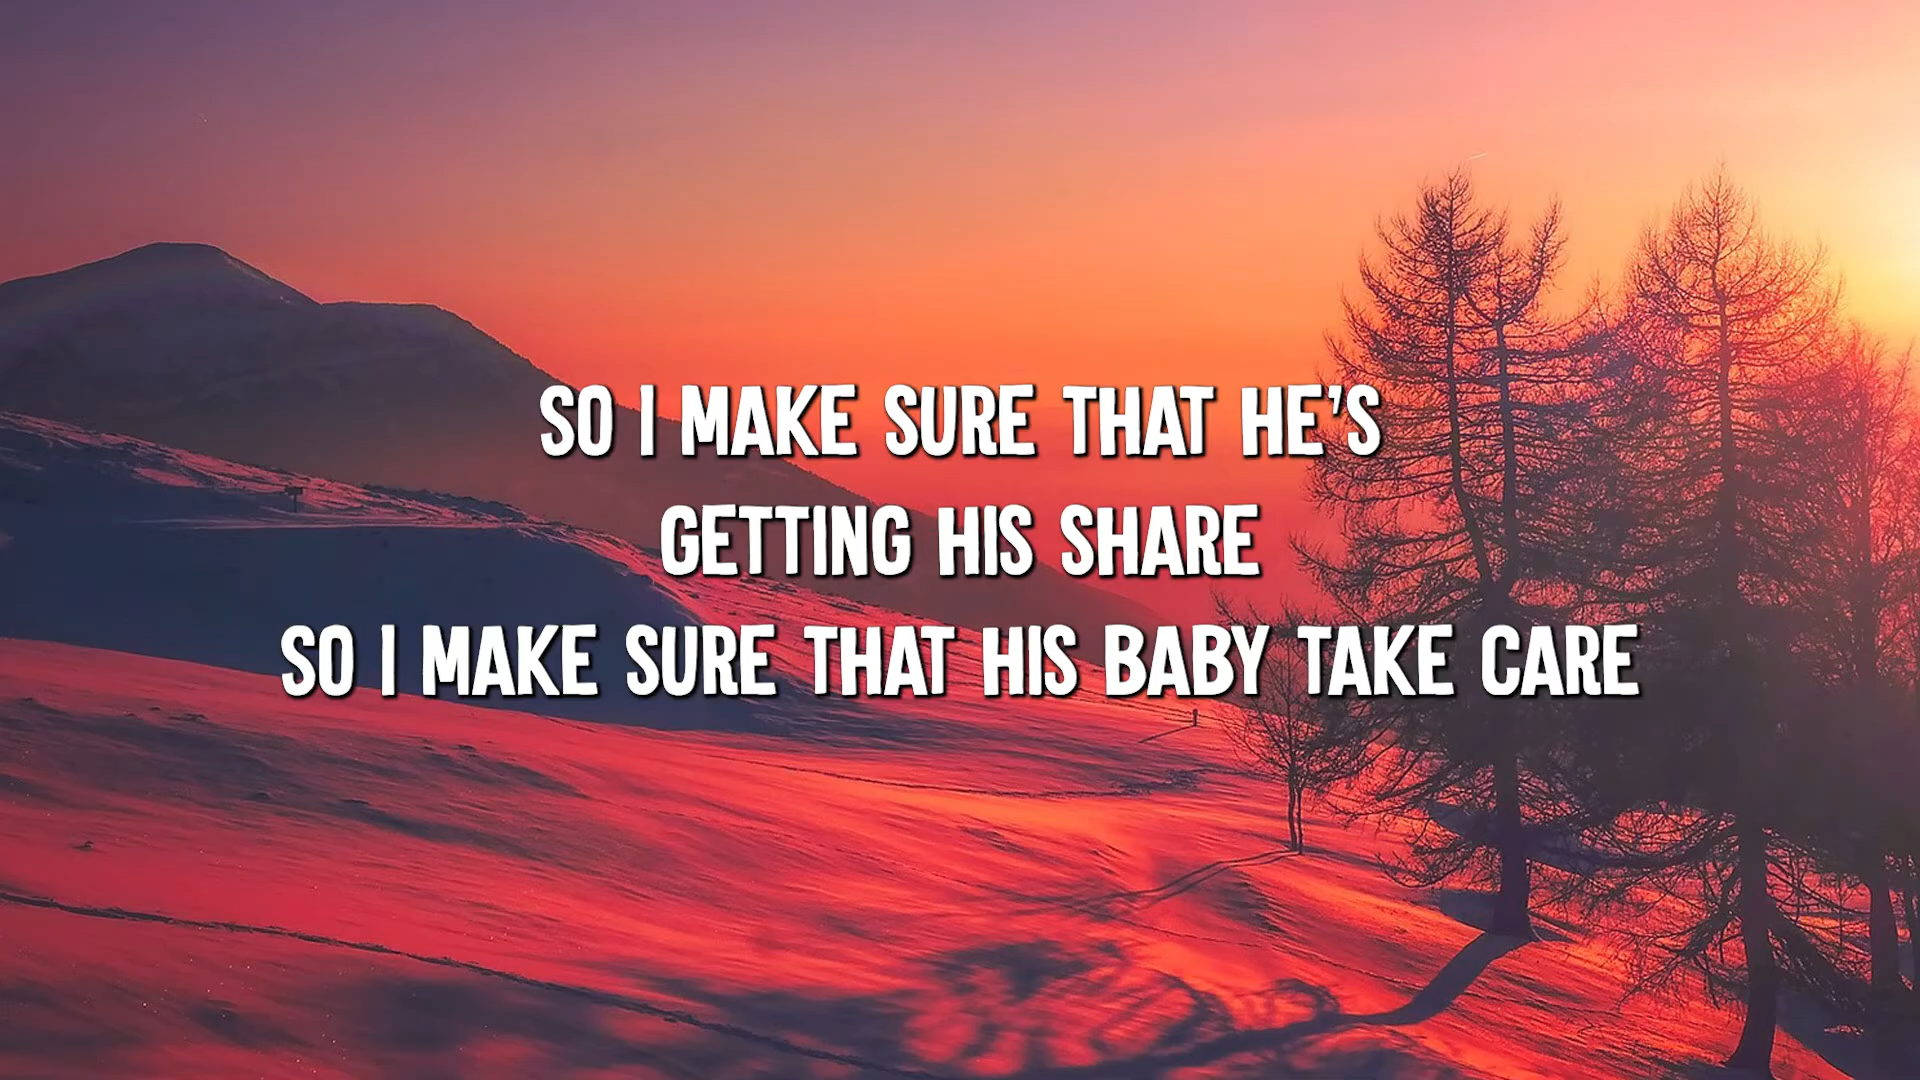 SO I MAKE SURE THAT HE'S
GETTING HIS SHARE
SO I MAKE SURE THAT HIS BABY TAKE CARE